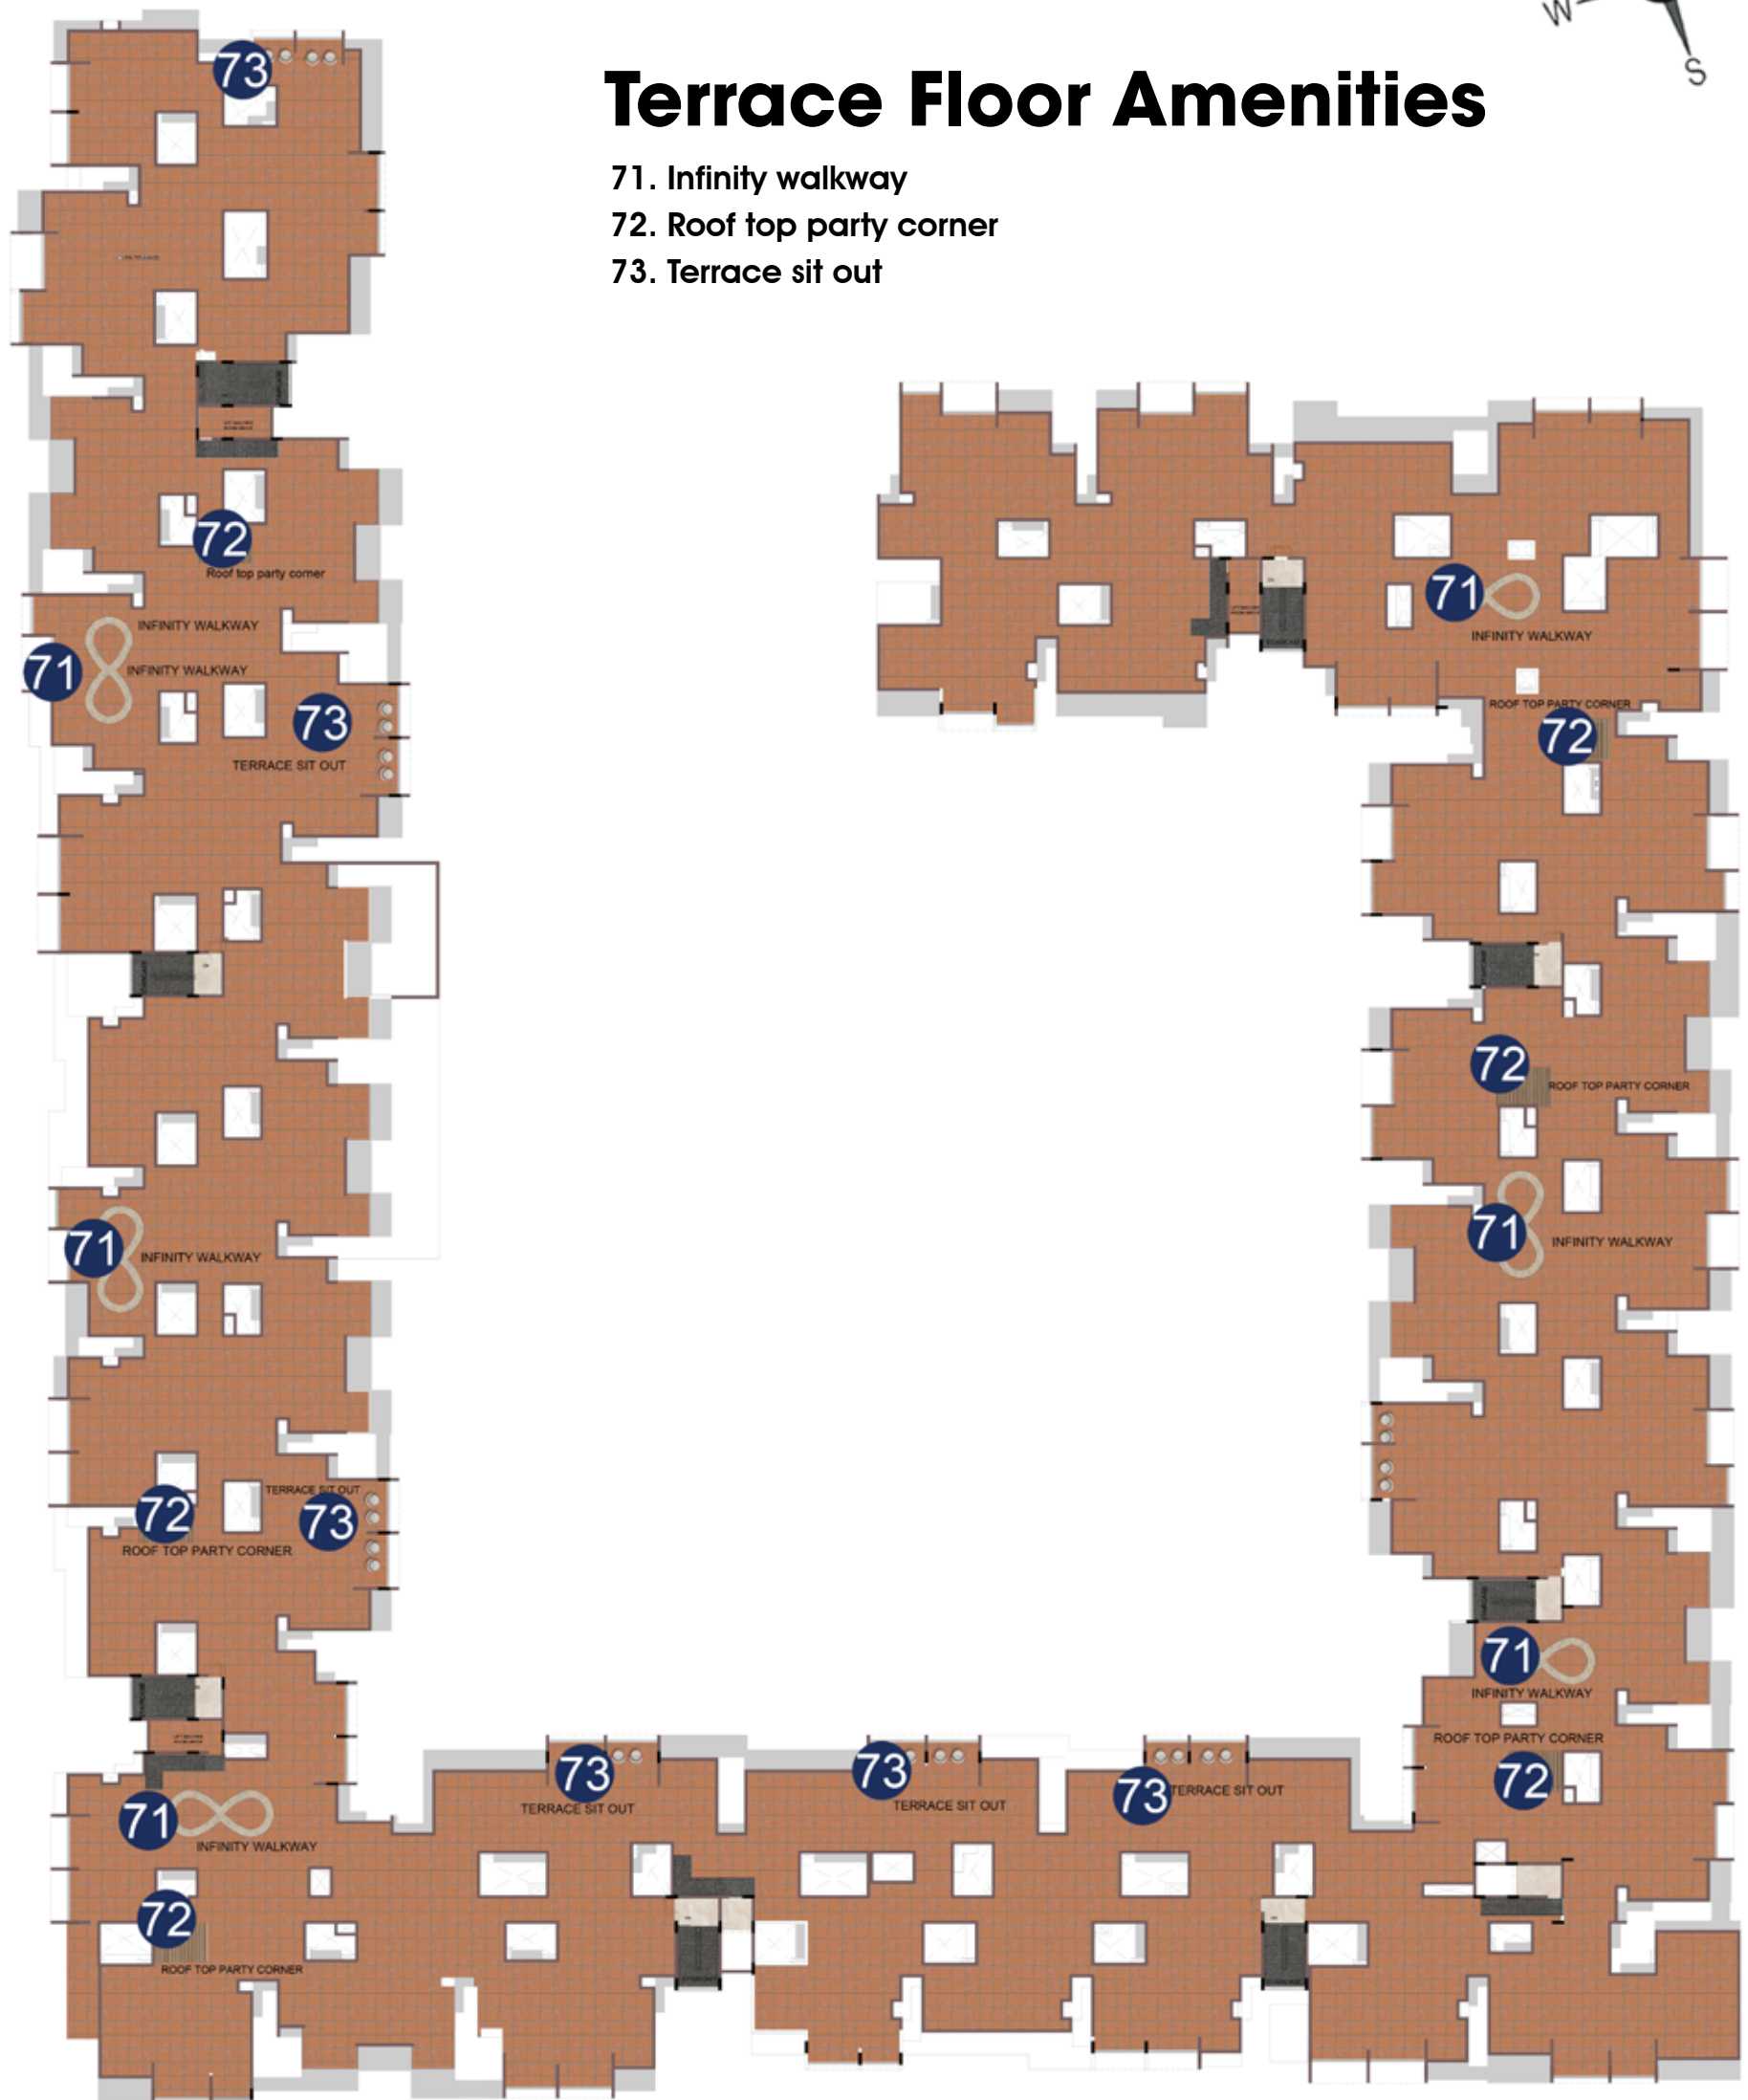 W
S
Terrace Floor Amenities
71. Infinity walkway
72. Roof top party corner
73. Terrace sit out
73
72
Roof top party corner
INFINITY WALKWAY
71
INFINITY WALKWAY
73
TERRACE SIT OUT
71
INFINITY WALKWAY
ROOF TOP PARTY CORNER
72
72
ROOF TOP PARTY CORNER
71
INFINITY WALKWAY
71
INFINITY WALKWAY
TERRACE SIT OUT
72
73
ROOF TOP PARTY CORNER
71
INFINITY WALKWAY
ROOF TOP PARTY CORNER
72
73
TERRACE SIT OUT
73
TERRACE SIT OUT
73
TERRACE SIT OUT
71
INFINITY WALKWAY
72
ROOF TOP PARTY CORNER